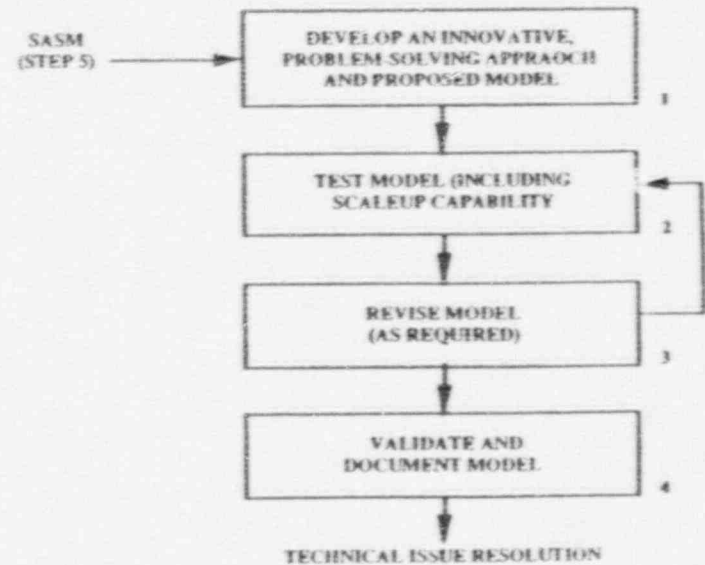 SASM
(STEP 5)
DEVELOP AN INNOVATIVE,
PROBLEM-SOLVING APPRAOCH
AND PROPOSED MODEL
1
TEST MODEL (INCLUDING
SCALEUP CAPABILITY
2
REVISE MODEL
(AS REQUIRED)
3
VALIDATE AND
DOCUMENT MODEL
4
TECHNICAL ISSUE RESOLUTION